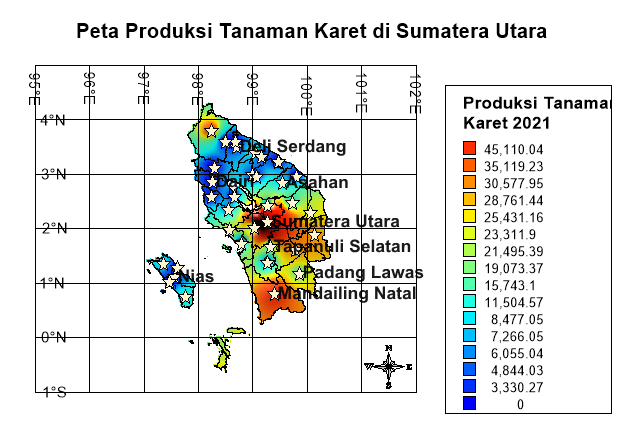 Peta Produksi Tanaman Karet di Sumatera Utara
95°E 96°E 97°E 98°E 99°E 100°E 101°E 102°E
4°N
3°N
2°N
1°N
0°N
1°S
Deli Serdang
Dairi
Asahan
Sumatera Utara
Tapanuli Selatan
Nias
Padang Lawas
Mandailing Natal
N
W E
S
Produksi Tanaman
Karet 2021
45,110.04
35,119.23
30,577.95
28,761.44
25,431.16
23,311.9
21,495.39
19,073.37
15,743.1
11,504.57
8,477.05
7,266.05
6,055.04
4,844.03
3,330.27
0